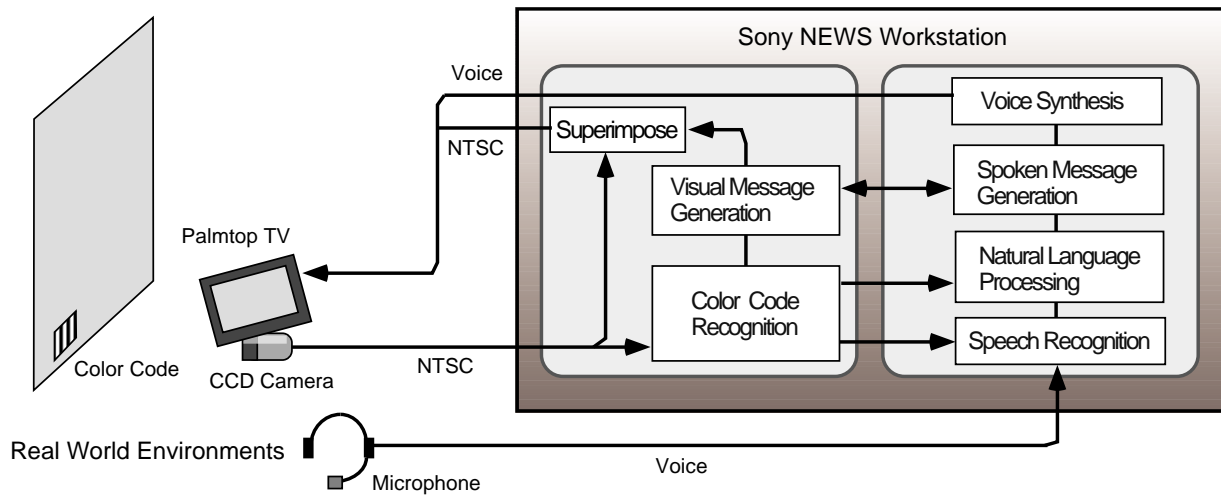 Sony NEWS Workstation
Voice
Voice Synthesis
Superimpose
NTSC
Visual Message
Generation
Spoken Message
Generation
Palmtop TV
Natural Language
Processing
Color Code
Recognition
Speech Recognition
Color Code
CCD Camera
NTSC
Real World Environments
Microphone
Voice